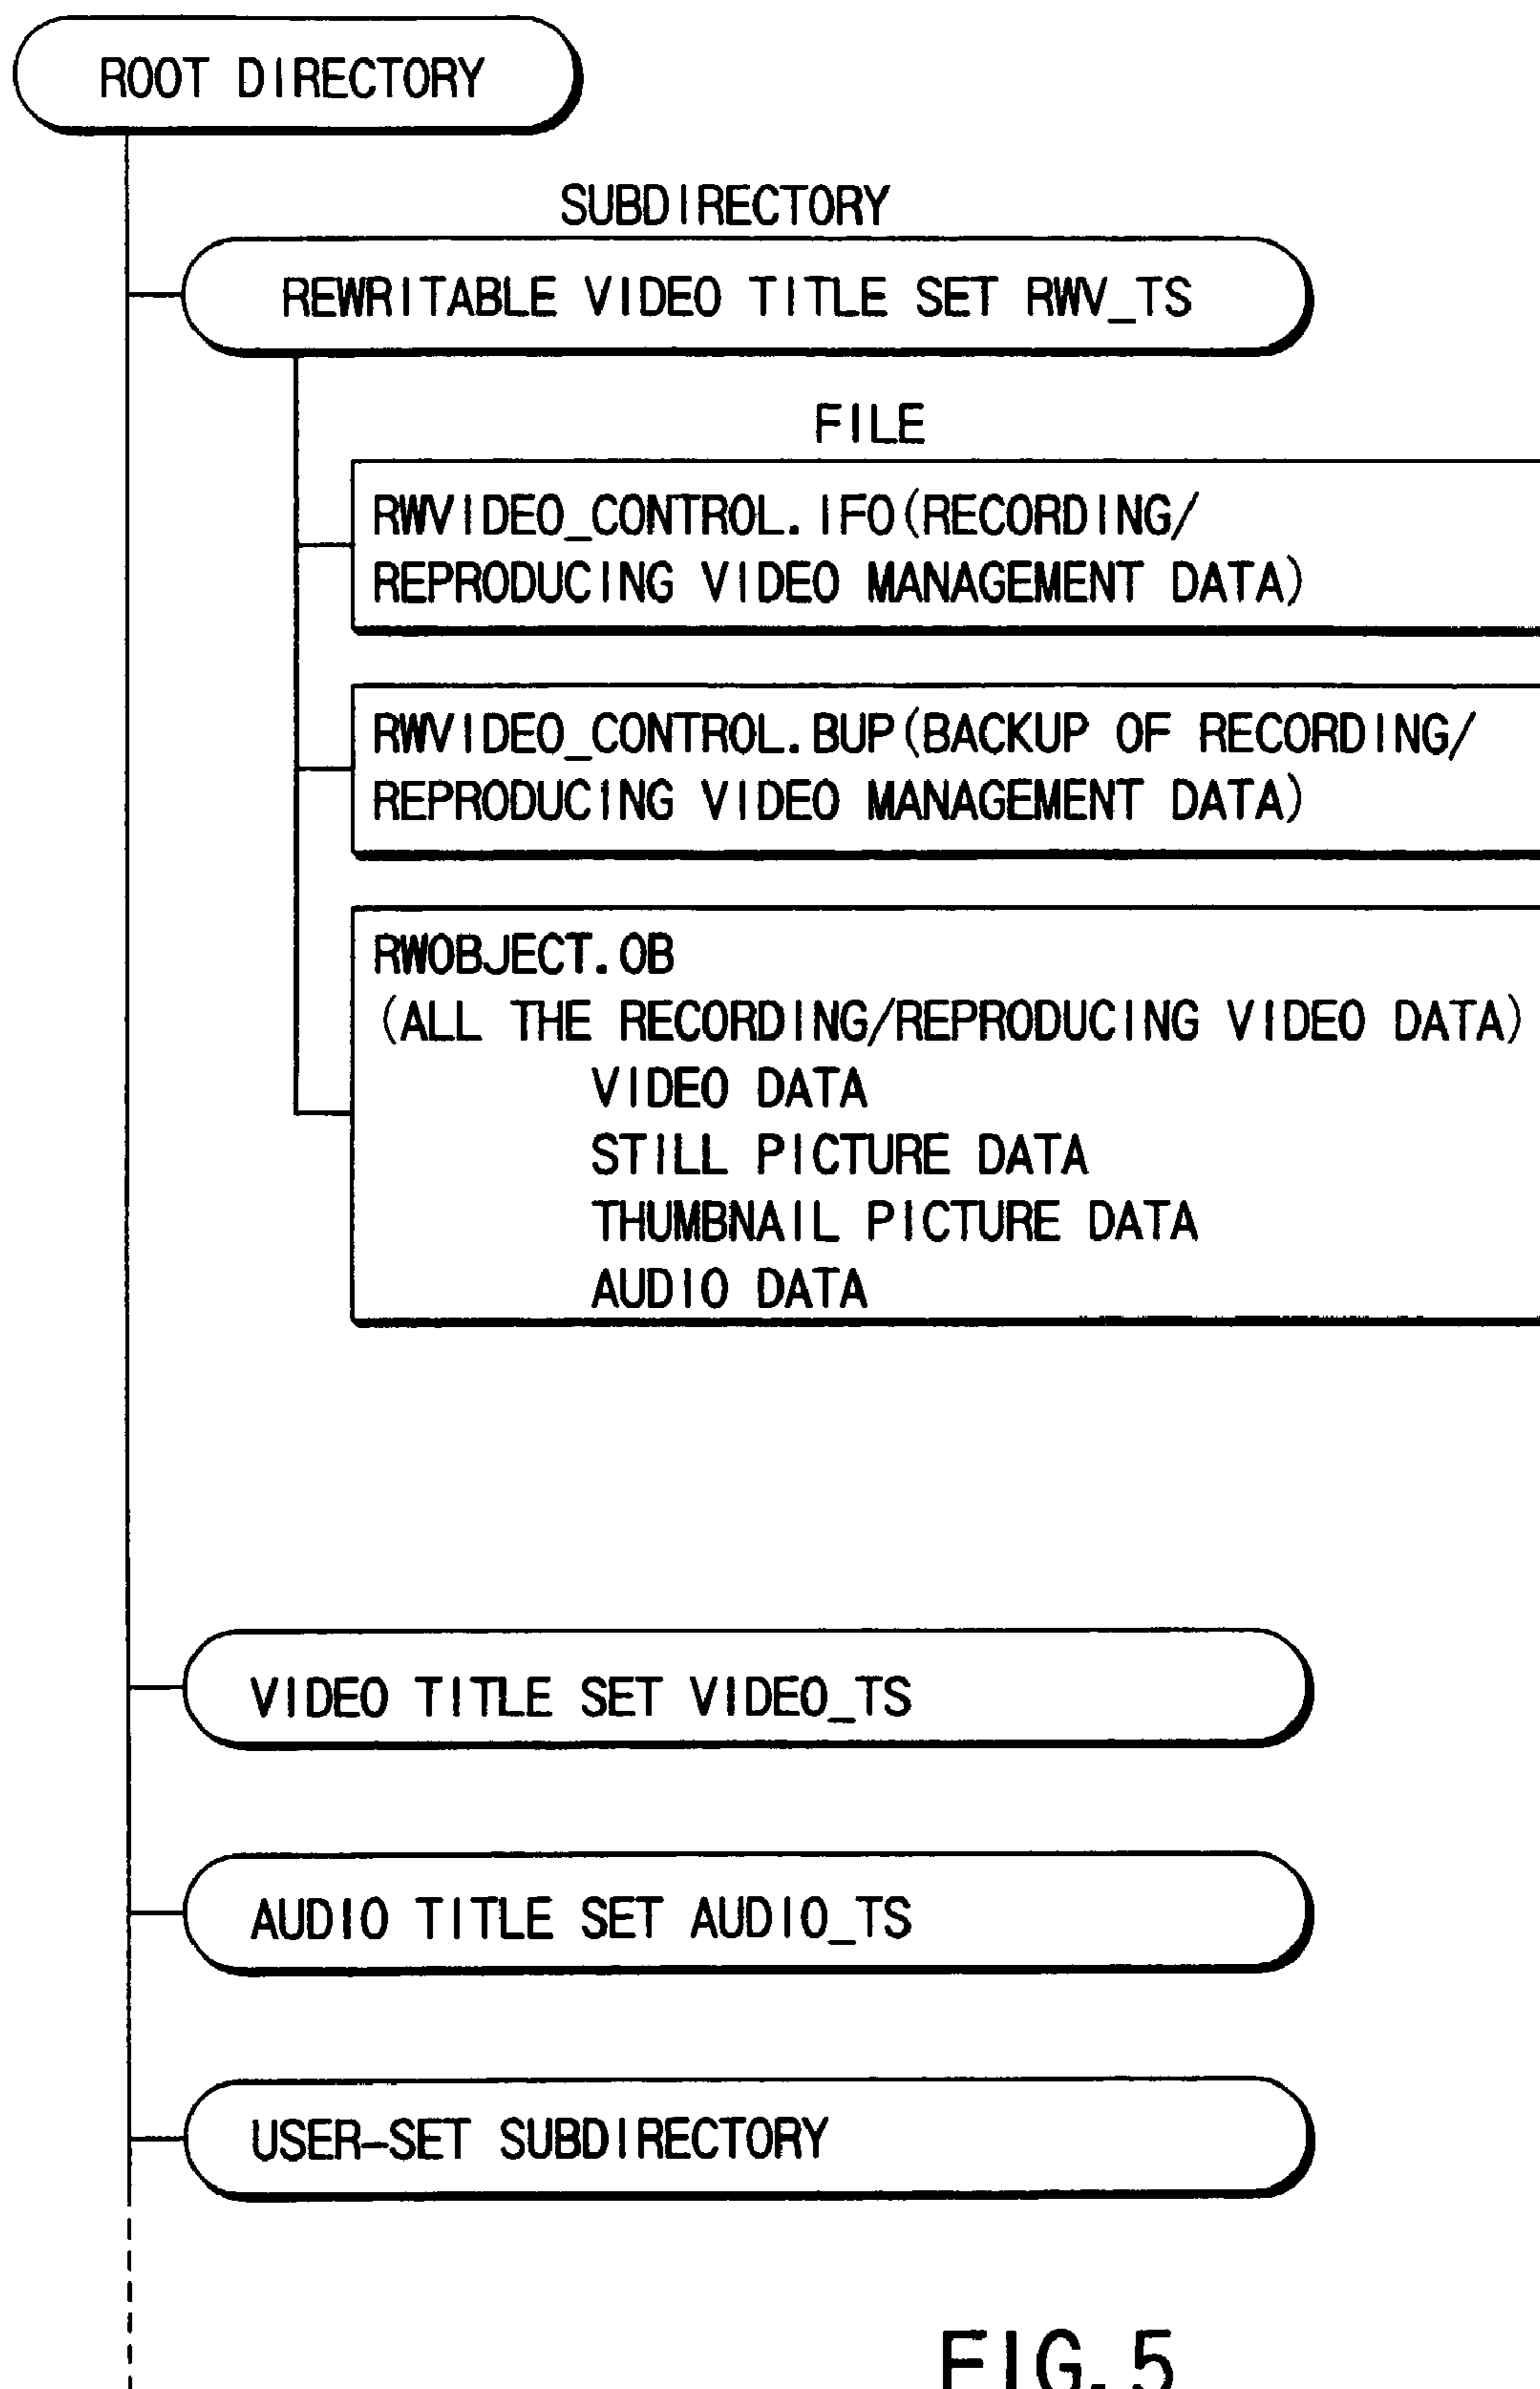 ROOT DIRECTORY
SUBDIRECTORY
REWRITABLE VIDEO TITLE SET RWV_TS
FILE
RWVIDEO_CONTROL.IFO(RECORDING/
REPRODUCING VIDEO MANAGEMENT DATA)
RWVIDEO_CONTROL.BUP(BACKUP OF RECORDING/
REPRODUCING VIDEO MANAGEMENT DATA)
RWOBJECT.OB
(ALL THE RECORDING/REPRODUCING VIDEO DATA)
VIDEO DATA
STILL PICTURE DATA
THUMBNAIL PICTURE DATA
AUDIO DATA
VIDEO TITLE SET VIDEO_TS
AUDIO TITLE SET AUDIO_TS
USER-SET SUBDIRECTORY
FIG.5